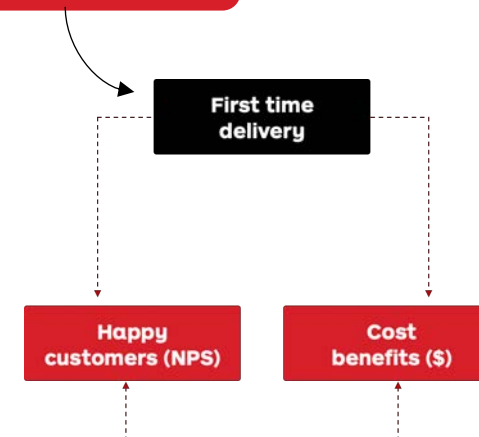 First time
delivery
Happy
customers (NPS)
Cost
benefits ($)